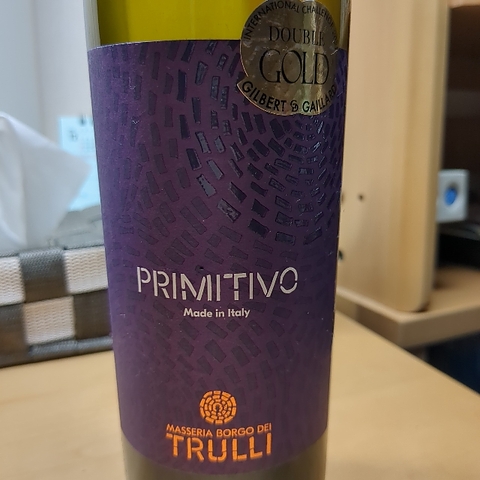 INTERNATIONAL CHALLENGE
DOUBLE
GOLD
GILBERT & GAILLARD
PRIMITIVO
Made in Italy
MASSERIA BORGO DEI
TRULLI